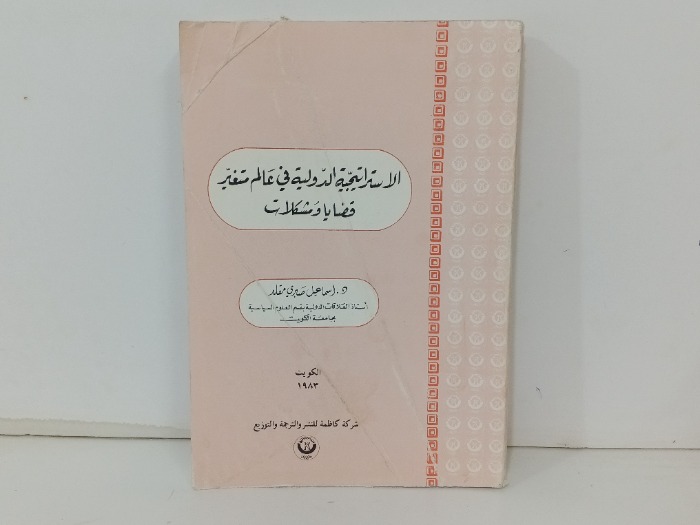 الاستراتيجية الدولية في عالم متغير
قضايا ومشكلات
د. اسماعيل صبري مقلد
أستاذ العلاقات الدولية بقسم العلوم السياسية
بجامعة الكويت
الكويت
١٩٨٣
شركة كاظمة للنشر والترجمة والتوزيع